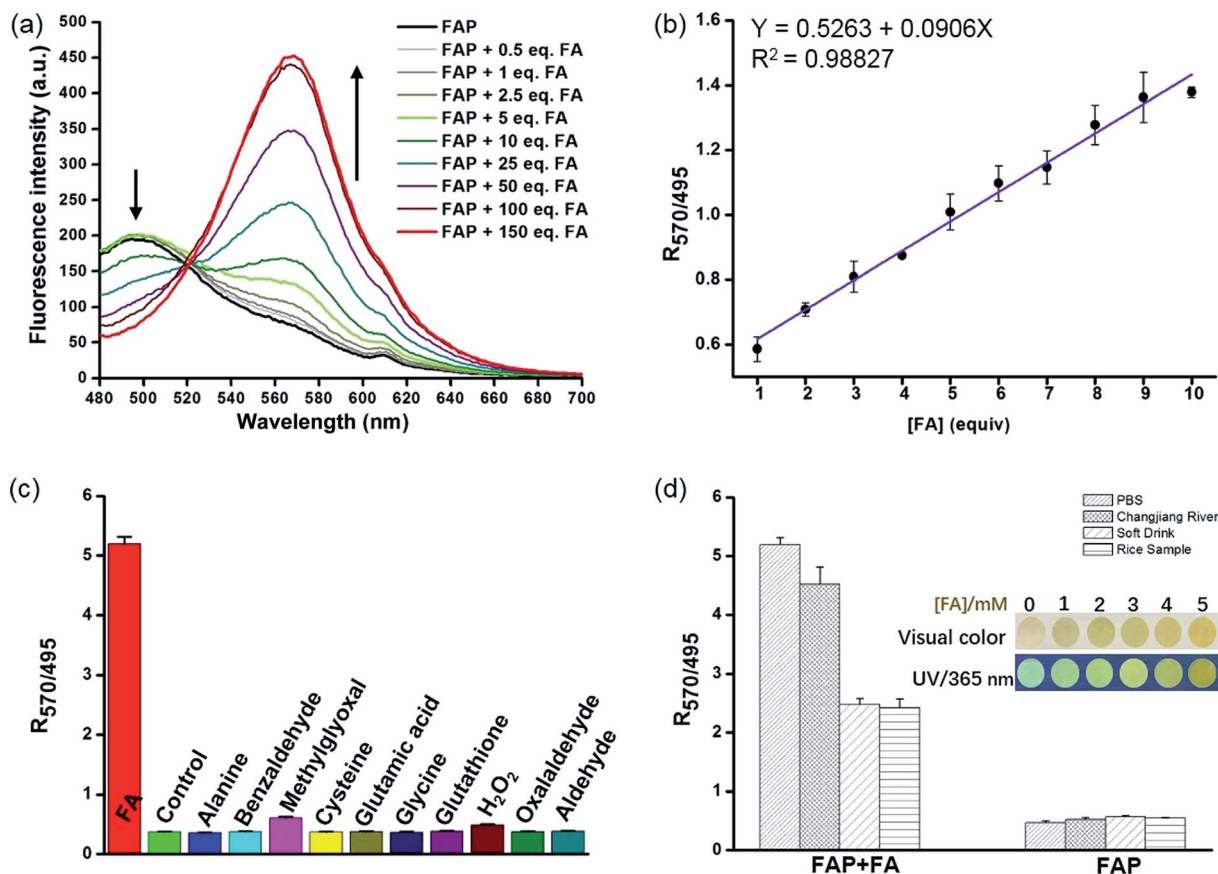 (a)
500
450
400
350
300
250
200
150
100
50
0
Fluorescence intensity (a.u.)
FAP
FAP + 0.5 eq. FA
FAP + 1 eq. FA
FAP + 2.5 eq. FA
FAP + 5 eq. FA
FAP + 10 eq. FA
FAP + 25 eq. FA
FAP + 50 eq. FA
FAP + 100 eq. FA
FAP + 150 eq. FA
480 500 520 540 560 580 600 620 640 660 680 700
Wavelength (nm)
(b)
Y = 0.5263 + 0.0906X
R² = 0.98827
1.6
1.4
1.2
1.0
0.8
0.6
R570/495
1 2 3 4 5 6 7 8 9 10
[FA] (equiv)
(c)
6
5
4
3
2
1
0
R570/495
FA
Control
Alanine
Benzaldehyde
Methylglyoxal
Cysteine
Glutamic acid
Glycine
Glutathione
H₂O₂
Oxalaldehyde
Aldehyde
(d)
6
5
4
3
2
1
0
R570/495
PBS
Changjiang River
Soft Drink
Rice Sample
[FA]/mM 0 1 2 3 4 5
Visual color
UV/365 nm
FAP+FA FAP